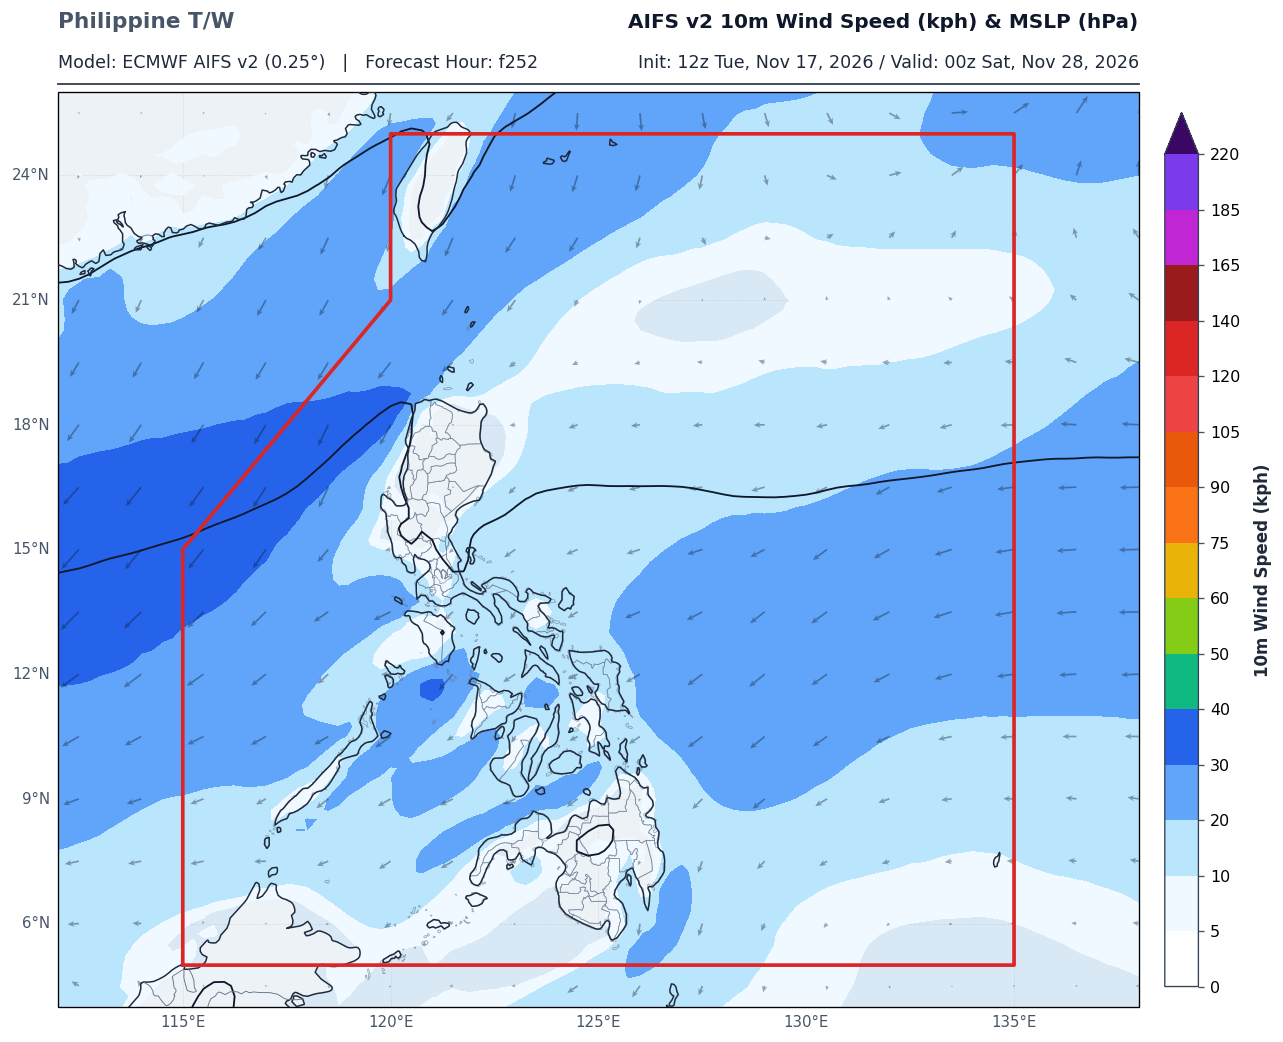 Philippine T/W
AIFS v2 10m Wind Speed (kph) & MSLP (hPa)
Model: ECMWF AIFS v2 (0.25°) | Forecast Hour: f252
Init: 12z Tue, Nov 17, 2026 / Valid: 00z Sat, Nov 28, 2026
24°N
21°N
18°N
15°N
12°N
9°N
6°N
115°E
120°E
125°E
130°E
135°E
220
185
165
140
120
105
90
75
60
50
40
30
20
10
5
0
10m Wind Speed (kph)